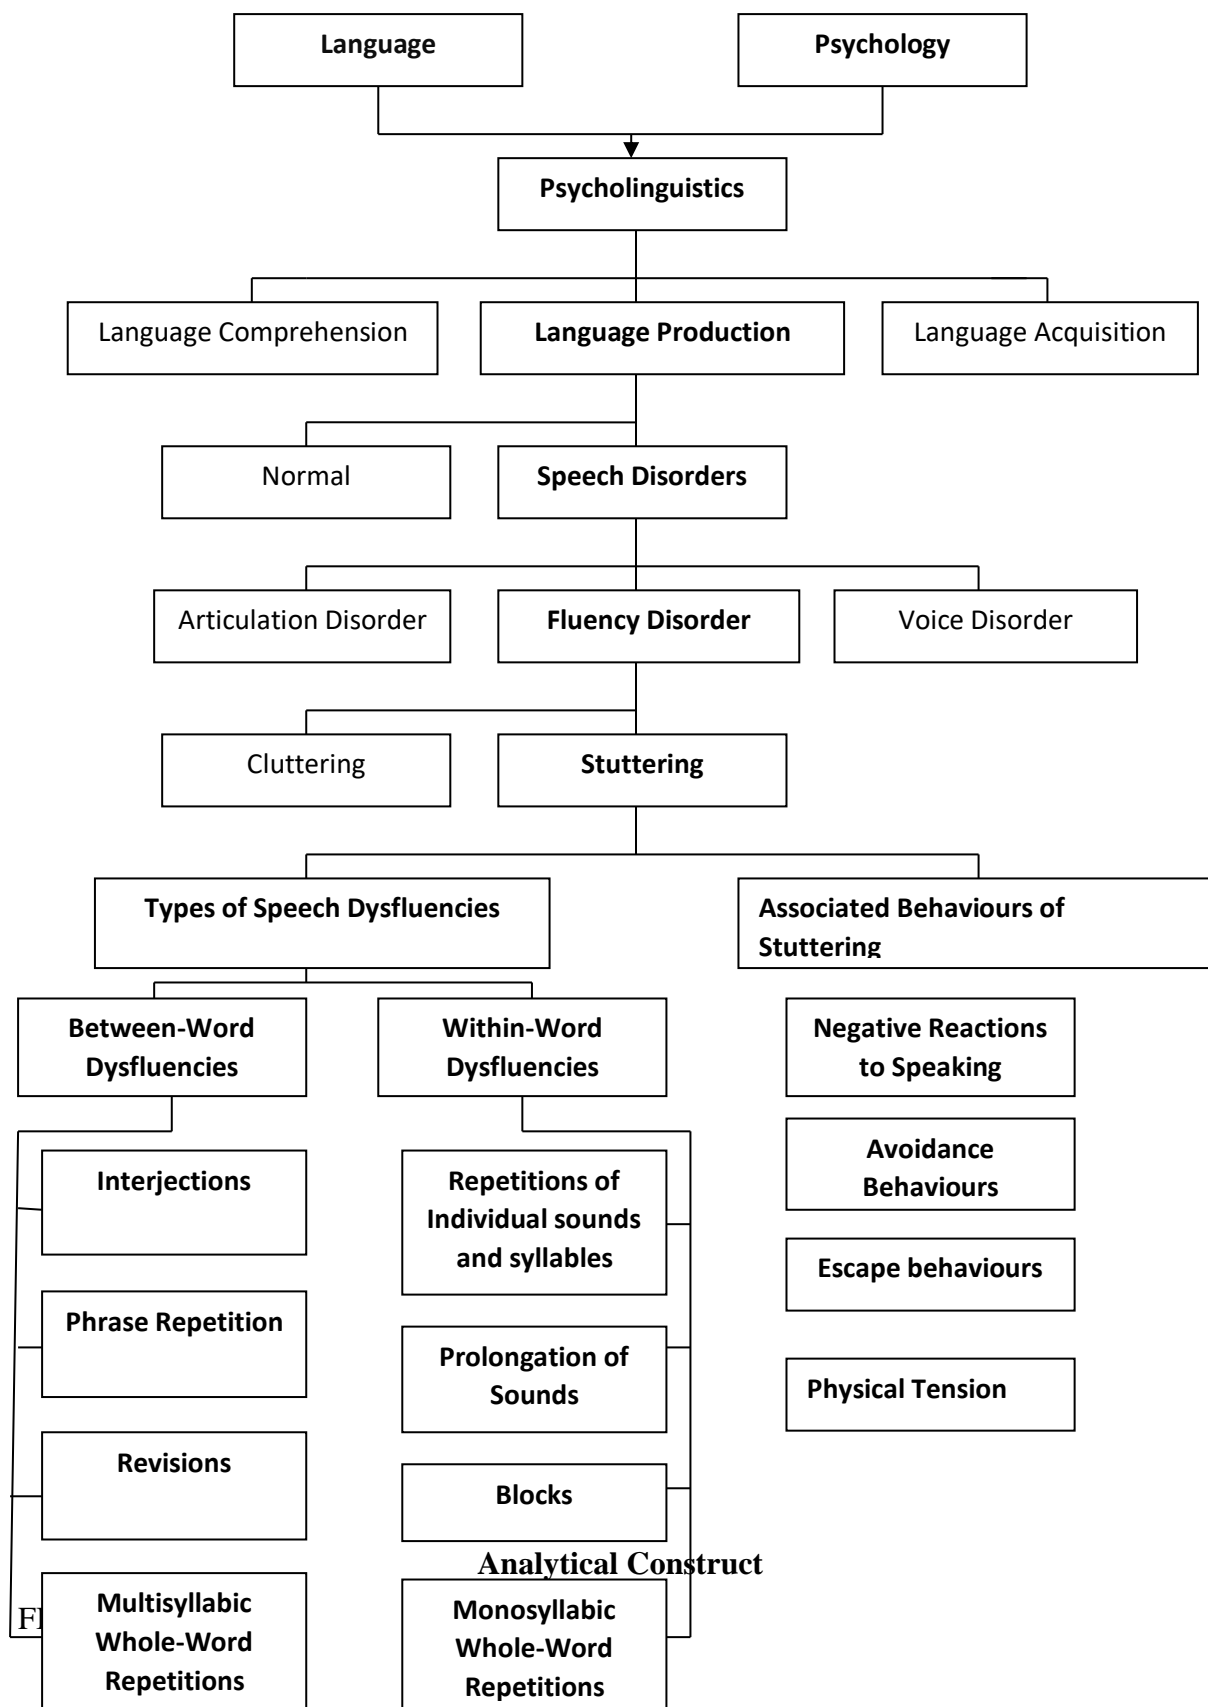 Language
Psychology
Psycholinguistics
Language Comprehension
Language Production
Language Acquisition
Normal
Speech Disorders
Articulation Disorder
Fluency Disorder
Voice Disorder
Cluttering
Stuttering
Types of Speech Dysfluencies
Associated Behaviours of
Stuttering
Between-Word
Dysfluencies
Within-Word
Dysfluencies
Negative Reactions
to Speaking
Interjections
Repetitions of
Individual sounds
and syllables
Avoidance
Behaviours
Escape behaviours
Phrase Repetition
Prolongation of
Sounds
Physical Tension
Revisions
Blocks
Analytical Construct
Multisyllabic
Whole-Word
Repetitions
Monosyllabic
Whole-Word
Repetitions